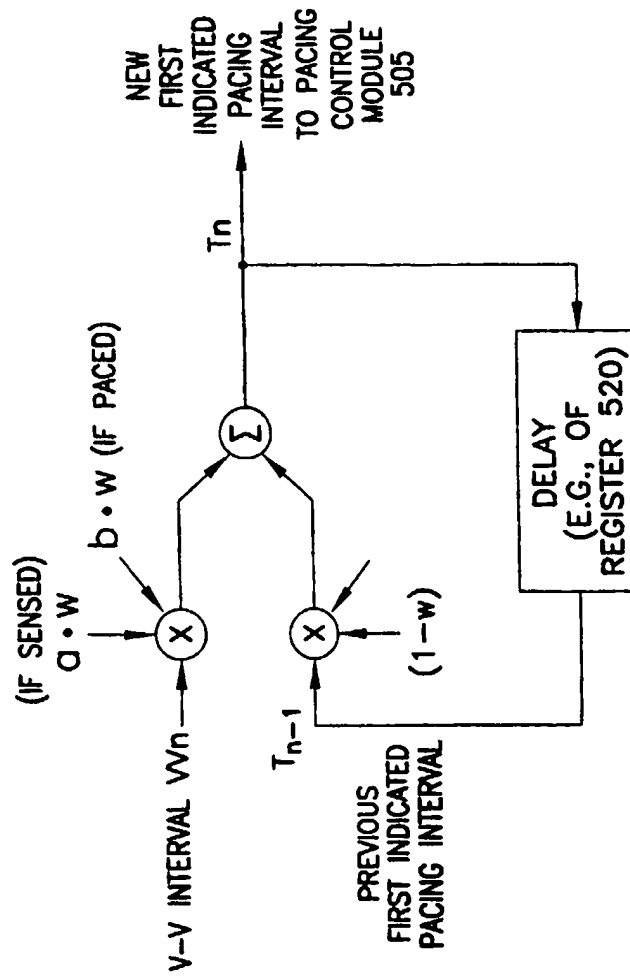 (IF SENSED)
a • w
b • w (IF PACED)
V–V INTERVAL VVn
X
Σ
Tn
NEW
FIRST
INDICATED
PACING
INTERVAL
TO PACING
CONTROL
MODULE
505
Tn–1
X
(1–w)
PREVIOUS
FIRST INDICATED
PACING INTERVAL
DELAY
(E.G., OF
REGISTER 520)